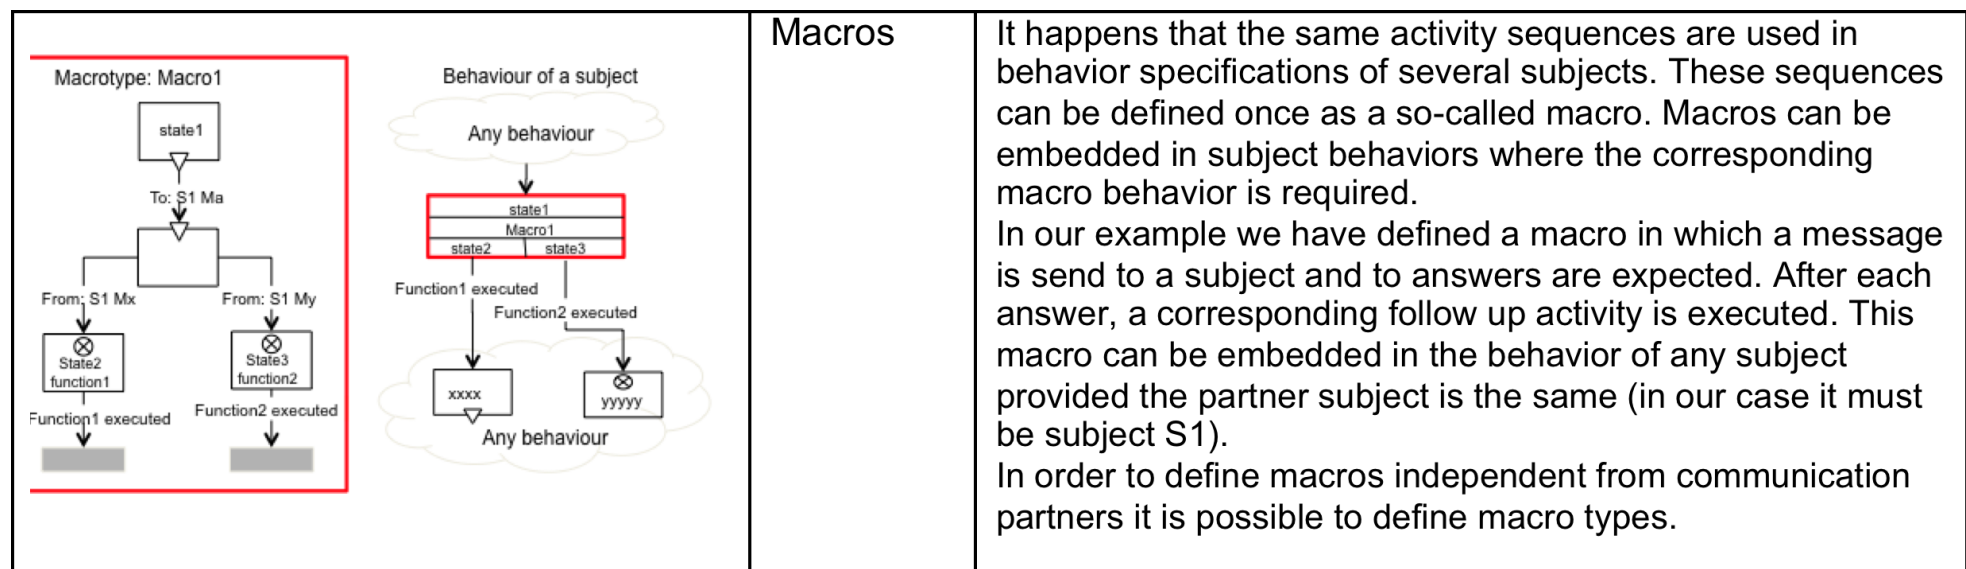 Macrotype: Macro1
state1
To: S1 Ma
From: S1 Mx
From: S1 My
State2
function1
State3
function2
Function1 executed
Function2 executed
Behaviour of a subject
Any behaviour
state1
Macro1
state2
state3
Function1 executed
Function2 executed
xxxx
yyyyy
Any behaviour
Macros
It happens that the same activity sequences are used in
behavior specifications of several subjects. These sequences
can be defined once as a so-called macro. Macros can be
embedded in subject behaviors where the corresponding
macro behavior is required.
In our example we have defined a macro in which a message
is send to a subject and to answers are expected. After each
answer, a corresponding follow up activity is executed. This
macro can be embedded in the behavior of any subject
provided the partner subject is the same (in our case it must
be subject S1).
In order to define macros independent from communication
partners it is possible to define macro types.